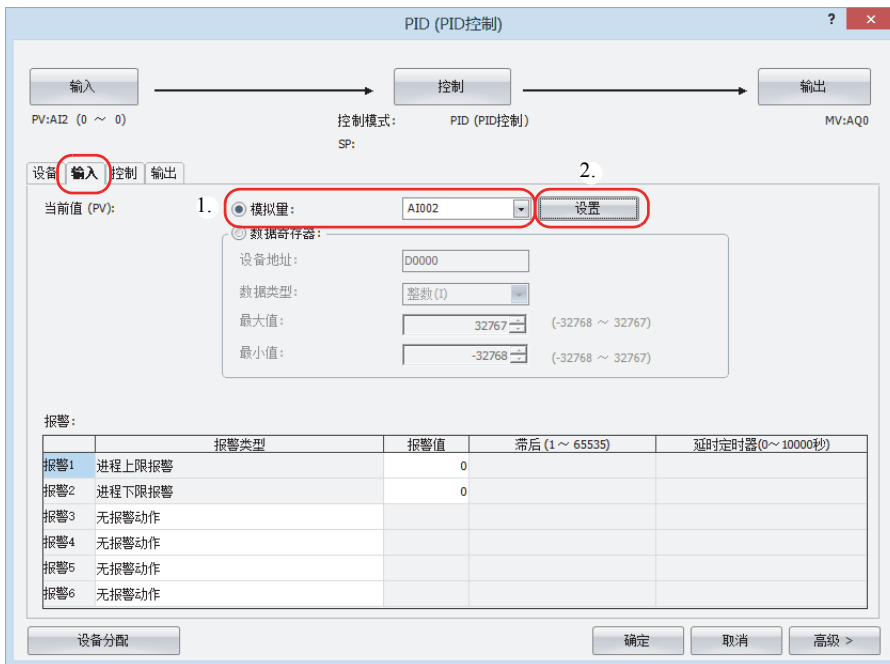 PID (PID控制)
?
×
输入
控制
输出
PV:AI2 (0 ～ 0)
控制模式: PID (PID控制)
MV:AQ0
SP:
设备 输入 控制 输出
2.
当前值 (PV):
1.
模拟量: AI002 设置
数据寄存器:
设备地址: D0000
数据类型: 整数(I)
最大值: 32767 (-32768 ～ 32767)
最小值: -32768 (-32768 ～ 32767)
报警:
报警类型 报警值 滞后 (1～ 65535) 延时定时器(0～10000秒)
报警1 进程上限报警 0
报警2 进程下限报警 0
报警3 无报警动作
报警4 无报警动作
报警5 无报警动作
报警6 无报警动作
设备分配 确定 取消 高级 >